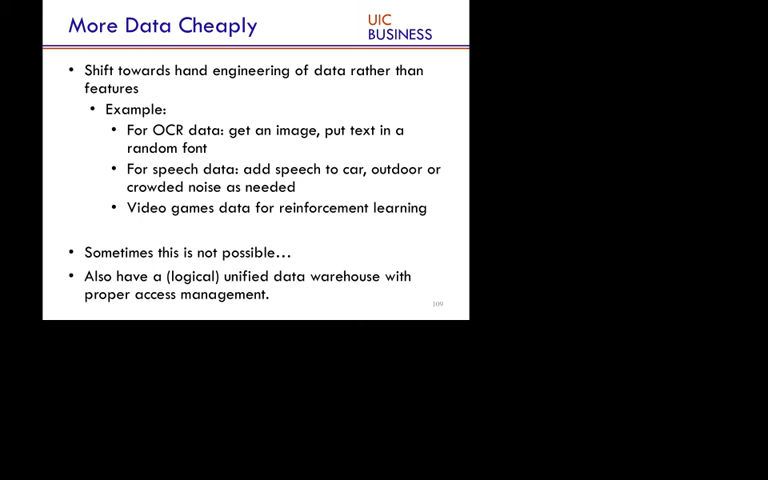 More Data Cheaply
UIC
BUSINESS
• Shift towards hand engineering of data rather than
features
• Example:
• For OCR data: get an image, put text in a
random font
• For speech data: add speech to car, outdoor or
crowded noise as needed
• Video games data for reinforcement learning
• Sometimes this is not possible…
• Also have a (logical) unified data warehouse with
proper access management.
109